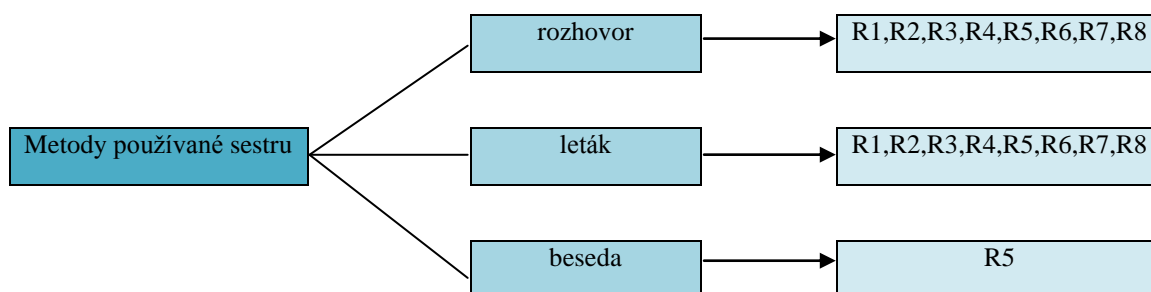 rozhovor
R1,R2,R3,R4,R5,R6,R7,R8
Metody používané sestru
leták
R1,R2,R3,R4,R5,R6,R7,R8
beseda
R5